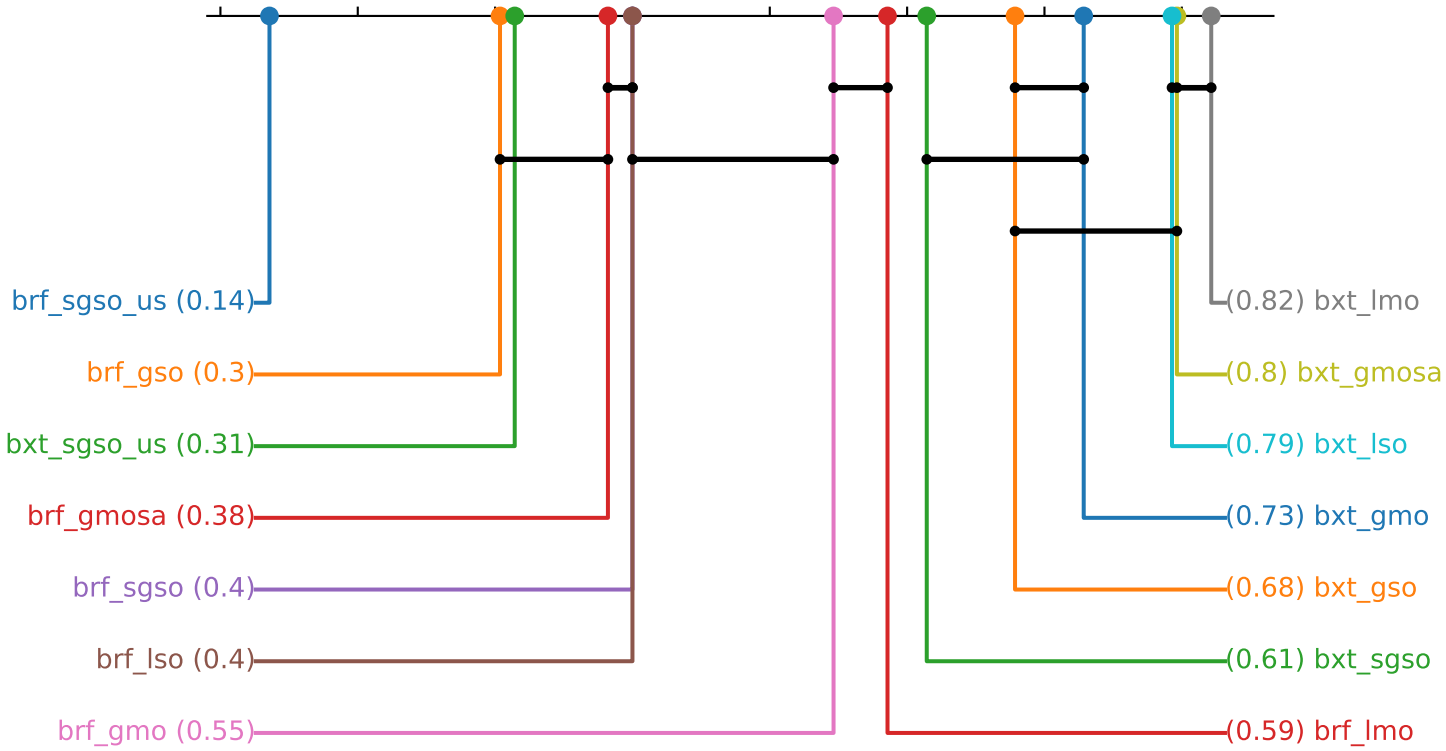 brf_sgso_us (0.14)
(0.82) bxt_lmo
brf_gso (0.3)
(0.8) bxt_gmosa
bxt_sgso_us (0.31)
(0.79) bxt_lso
brf_gmosa (0.38)
(0.73) bxt_gmo
brf_sgso (0.4)
(0.68) bxt_gso
brf_lso (0.4)
(0.61) bxt_sgso
brf_gmo (0.55)
(0.59) brf_lmo